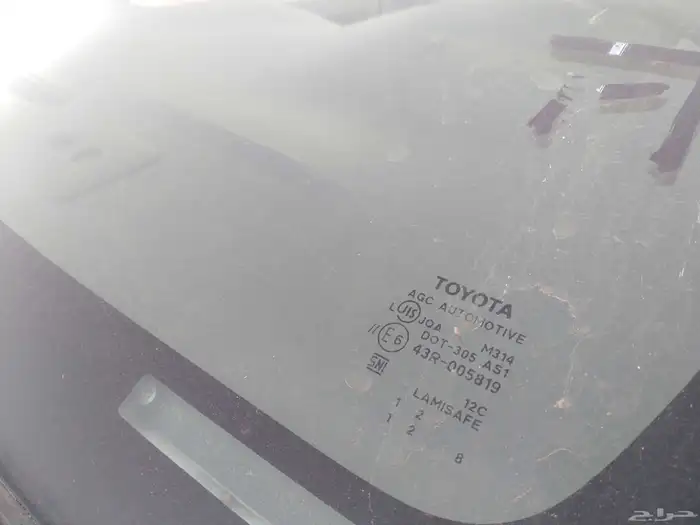 TOYOTA
AGC AUTOMOTIVE
JIS 30A
M314
DOT-305 AS1
E6 43R-005819
SNI
12C
LAMISAFE
1 2
1 2
8
حراج